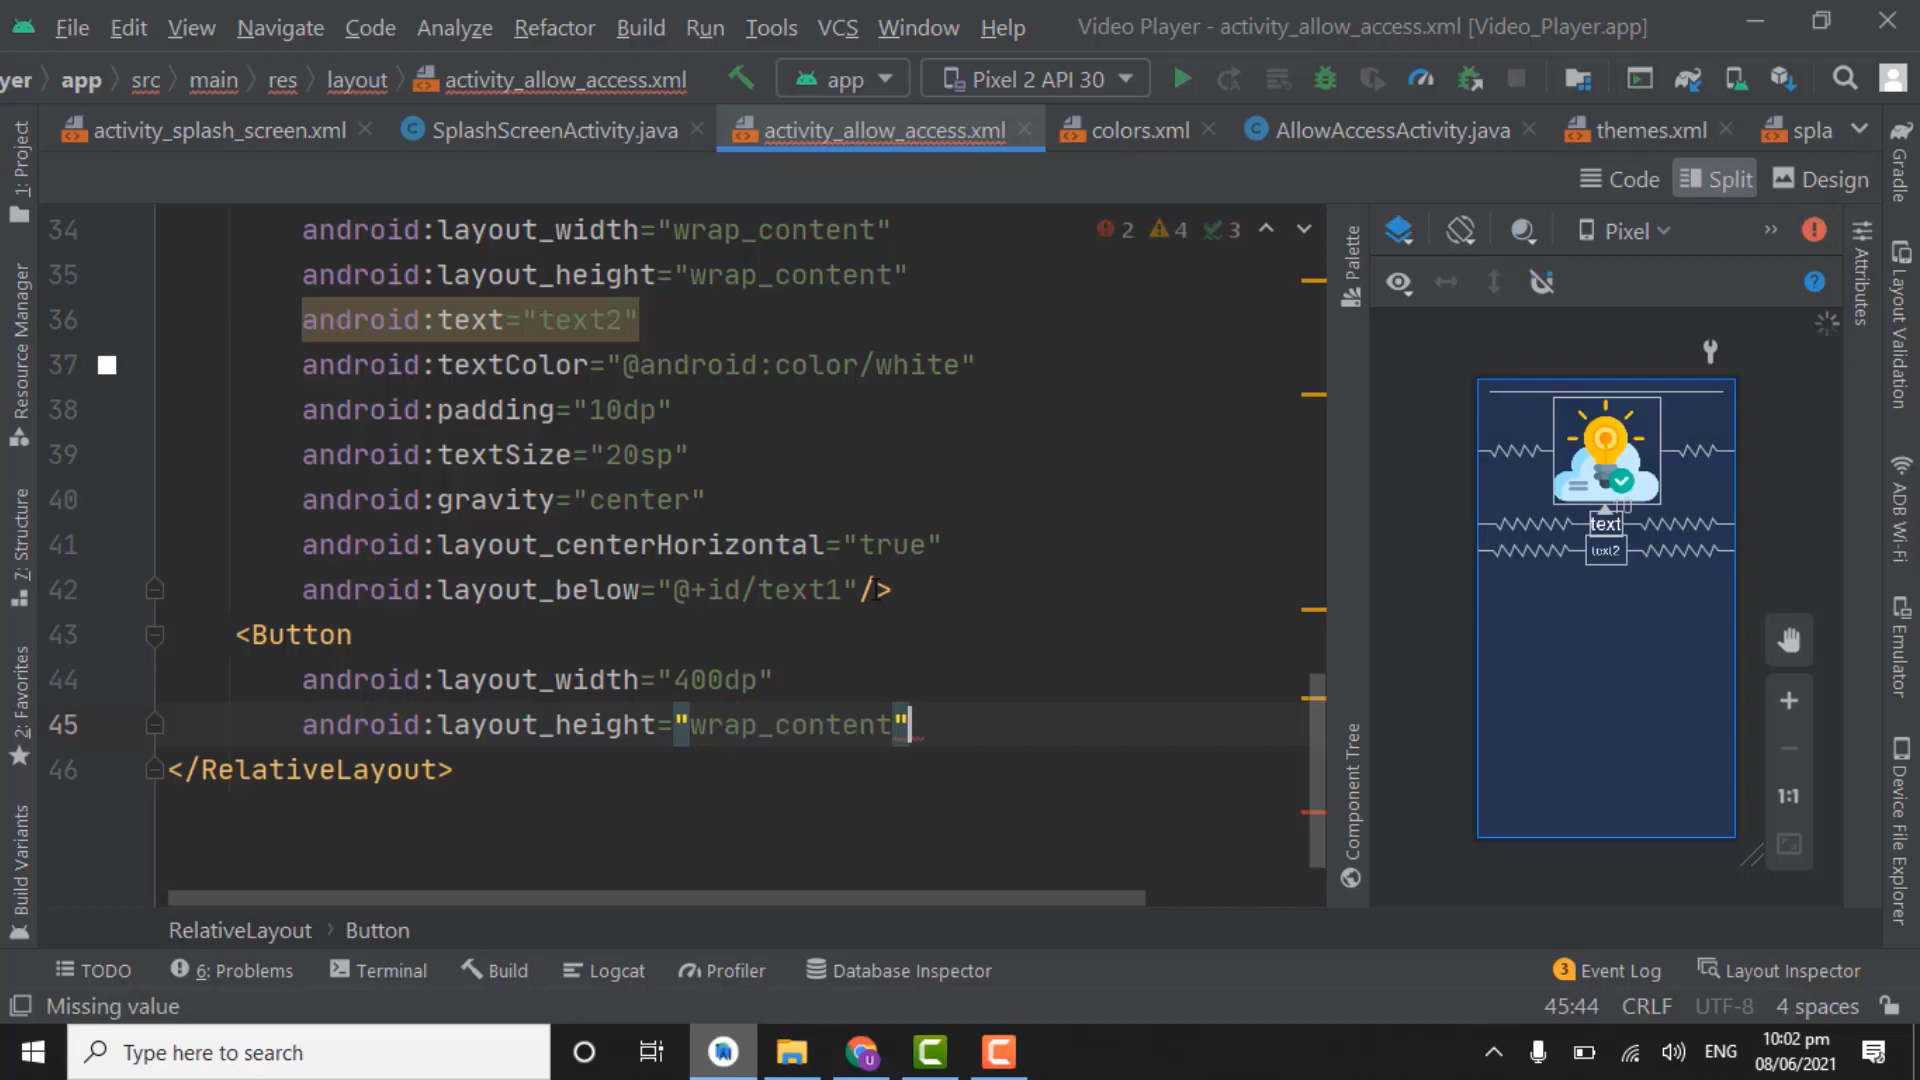 File Edit View Navigate Code Analyze Refactor Build Run Tools VCS Window Help Video Player - activity_allow_access.xml [Video_Player.app]
yer app src main res layout activity_allow_access.xml app Pixel 2 API 30
activity_splash_screen.xml SplashScreenActivity.java activity_allow_access.xml colors.xml AllowAccessActivity.java themes.xml spla
Code Split Design
34 android:layout_width="wrap_content"
2 4 3
35 android:layout_height="wrap_content"
36 android:text="text2"
37 android:textColor="@android:color/white"
38 android:padding="10dp"
39 android:textSize="20sp"
40 android:gravity="center"
41 android:layout_centerHorizontal="true"
42 android:layout_below="@+id/text1"/>
43 <Button
44 android:layout_width="400dp"
45 android:layout_height="wrap_content"
46 </RelativeLayout>
RelativeLayout › Button
1: Project
Resource Manager
7: Structure
2: Favorites
Build Variants
Palette
Component Tree
Pixel
text
text2
1:1
Attributes
Gradle
Layout Validation
ADB Wi-Fi
Emulator
Device File Explorer
TODO 6: Problems Terminal Build Logcat Profiler Database Inspector 3 Event Log Layout Inspector
Missing value 45:44 CRLF UTF-8 4 spaces
Type here to search
ENG
10:02 pm
08/06/2021